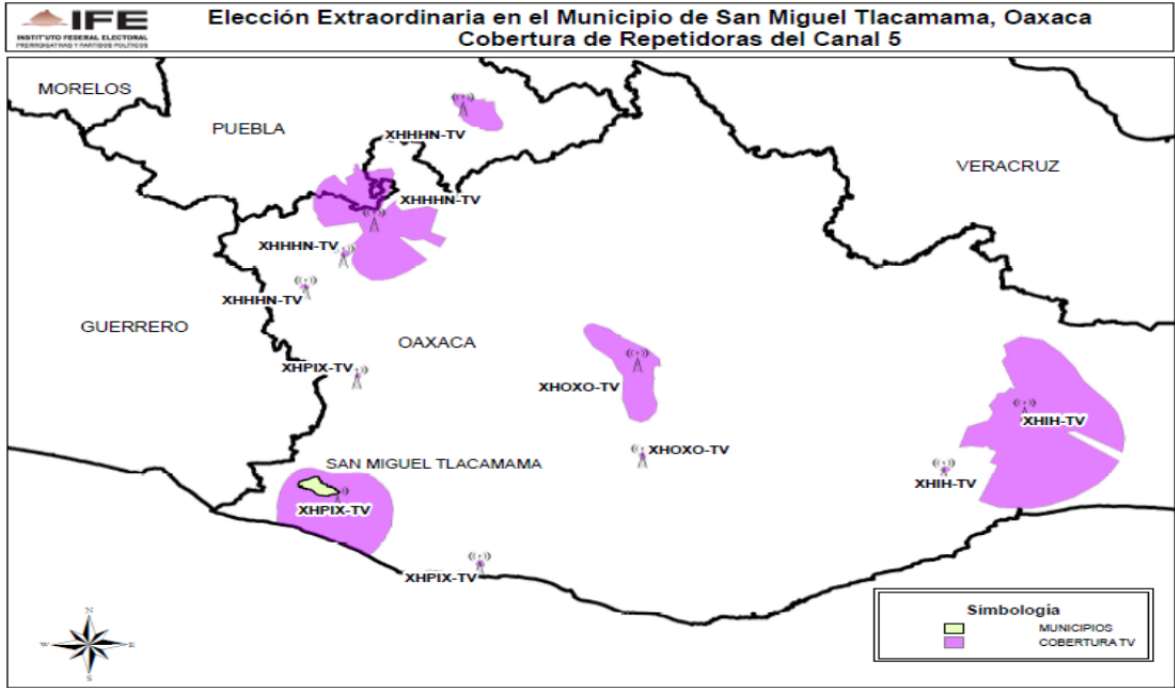 IFE
INSTITUTO FEDERAL ELECTORAL
PRERROGATIVAS Y PARTIDOS POLÍTICOS
Elección Extraordinaria en el Municipio de San Miguel Tlacamama, Oaxaca
Cobertura de Repetidoras del Canal 5
MORELOS
PUEBLA
XHHHN-TV
VERACRUZ
XHHHN-TV
XHHHN-TV
XHHHN-TV
GUERRERO
OAXACA
XHPIX-TV
XHOXO-TV
XHIH-TV
XHOXO-TV
SAN MIGUEL TLACAMAMA
XHIH-TV
XHPIX-TV
XHPIX-TV
N
W
E
S
Simbología
MUNICIPIOS
COBERTURA TV